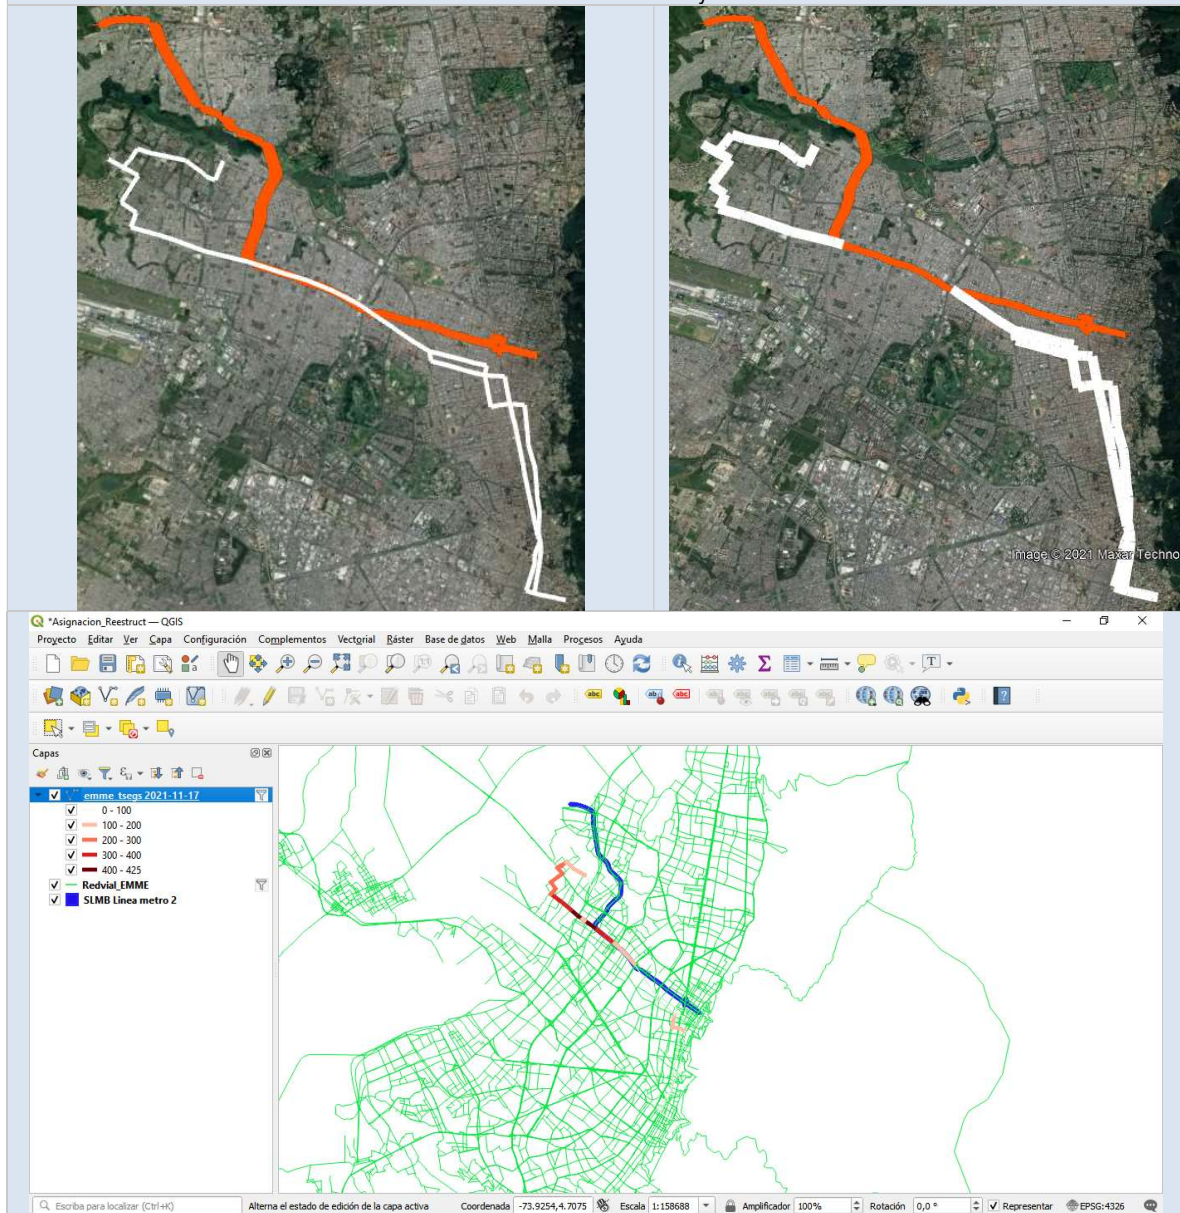 Image © 2021 Maxar Techno
*Asignacion_Reestruct — QGIS
Proyecto Editar Ver Capa Configuración Complementos Vectorial Ráster Base de datos Web Malla Procesos Ayuda
Capas
emme_tsegs 2021-11-17
0 - 100
100 - 200
200 - 300
300 - 400
400 - 425
Redvial_EMME
SLMB Linea metro 2
Escriba para localizar (Ctrl+K) Alterna el estado de edición de la capa activa Coordenada -73.9254,4.7075 Escala 1:158688 Amplificador 100% Rotación 0,0 ° Representar EPSG:4326